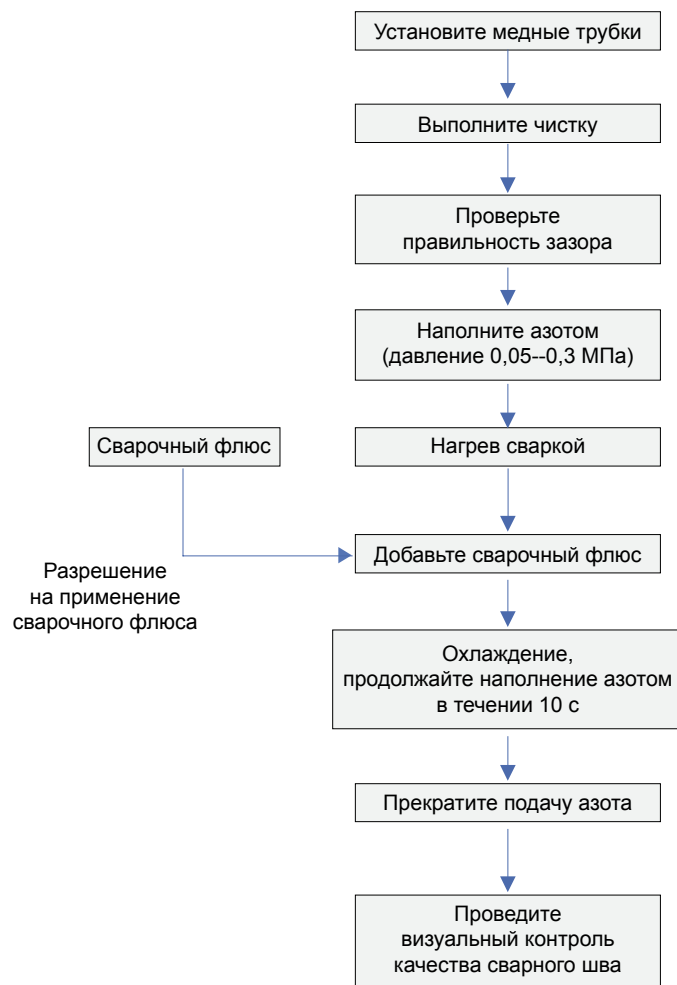 Установите медные трубки
Выполните чистку
Проверьте
правильность зазора
Наполните азотом
(давление 0,05--0,3 МПа)
Сварочный флюс
Нагрев сваркой
Добавьте сварочный флюс
Разрешение
на применение
сварочного флюса
Охлаждение,
продолжайте наполнение азотом
в течении 10 с
Прекратите подачу азота
Проведите
визуальный контроль
качества сварного шва